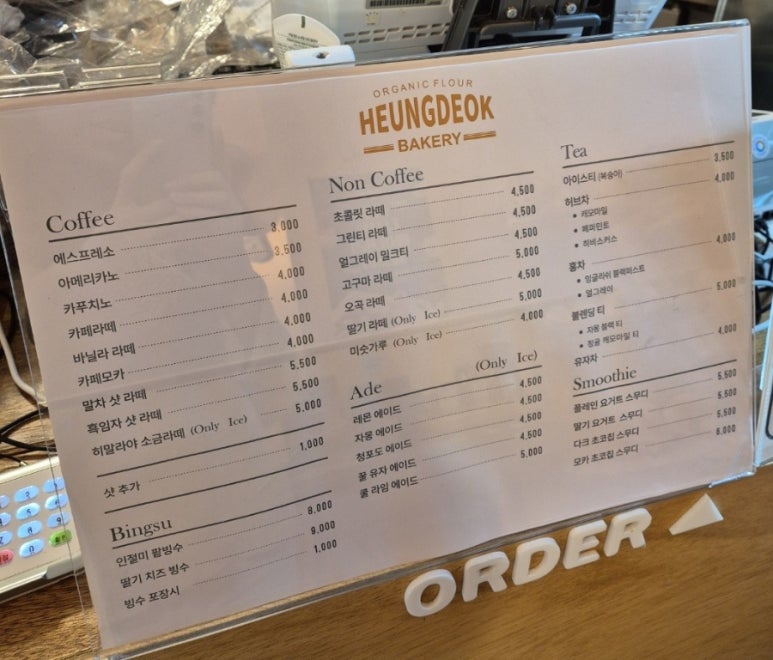 ORGANIC FLOUR
HEUNGDEOK
BAKERY
Coffee
에스프레소 3,000
아메리카노 3,500
카푸치노 4,000
카페라떼 4,000
바닐라 라떼 4,000
카페모카 4,000
말차 샷 라떼 5,500
흑임자 샷 라떼 5,500
히말라야 소금라떼 (Only Ice) 5,000
샷 추가 1,000
Bingsu
인절미 팥빙수 8,000
딸기 치즈 빙수 9,000
빙수 포장시 1,000
Non Coffee
초콜릿 라떼 4,500
그린티 라떼 4,500
얼그레이 밀크티 4,500
고구마 라떼 5,000
오곡 라떼 4,500
딸기 라떼 (Only Ice) 5,000
미숫가루 (Only Ice) 4,000
Ade (Only Ice)
레몬 에이드 4,500
자몽 에이드 4,500
청포도 에이드 4,500
꿀 유자 에이드 4,500
쿨 라임 에이드 5,000
Tea
아이스티 (복숭아) 3,500
허브차 4,000
• 캐모마일
• 페퍼민트
• 히비스커스
홍차 4,000
• 잉글리쉬 블랙퍼스트
• 얼그레이
블렌딩 티 5,000
• 자몽 블랙 티
• 캐모마일 티
유자차 4,000
Smoothie
플레인 요거트 스무디 5,500
딸기 요거트 스무디 5,500
다크 초코칩 스무디 5,500
모카 초코칩 스무디 6,000
ORDER